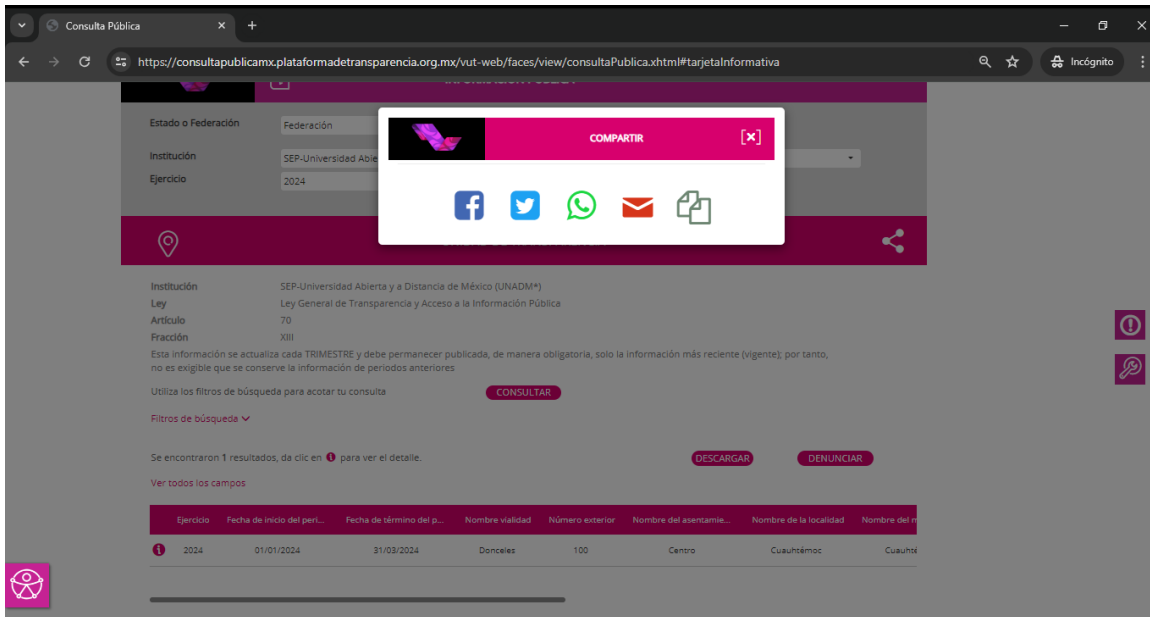 Consulta Pública
https://consultapublicamx.plataformadetransparencia.org.mx/vut-web/faces/view/consultaPublica.xhtml#tarjetaInformativa
Incógnito
Estado o Federación
Federación
COMPARTIR
Institución
SEP-Universidad Abie
Ejercicio
2024
Institución SEP-Universidad Abierta y a Distancia de México (UNADM*)
Ley Ley General de Transparencia y Acceso a la Información Pública
Artículo 70
Fracción XIII
Esta información se actualiza cada TRIMESTRE y debe permanecer publicada, de manera obligatoria, solo la información más reciente (vigente); por tanto,
no es exigible que se conserve la información de periodos anteriores
Utiliza los filtros de búsqueda para acotar tu consulta CONSULTAR
Filtros de búsqueda
Se encontraron 1 resultados, da clic en para ver el detalle. DESCARGAR DENUNCIAR
Ver todos los campos
Ejercicio Fecha de inicio del peri... Fecha de término del p... Nombre vialidad Número exterior Nombre del asentamie... Nombre de la localidad Nombre del m
2024 01/01/2024 31/03/2024 Donceles 100 Centro Cuauhtémoc Cuauhté